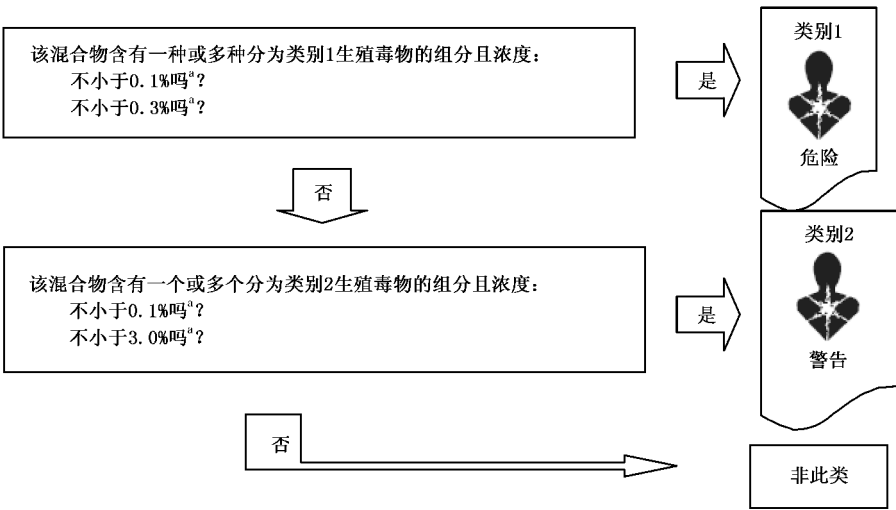 该混合物含有一种或多种分为类别1生殖毒物的组分且浓度：
不小于0.1%吗ᵃ？
不小于0.3%吗ᵃ？
是
类别1
危险
否
该混合物含有一个或多个分为类别2生殖毒物的组分且浓度：
不小于0.1%吗ᵃ？
不小于3.0%吗ᵃ？
是
类别2
警告
否
非此类